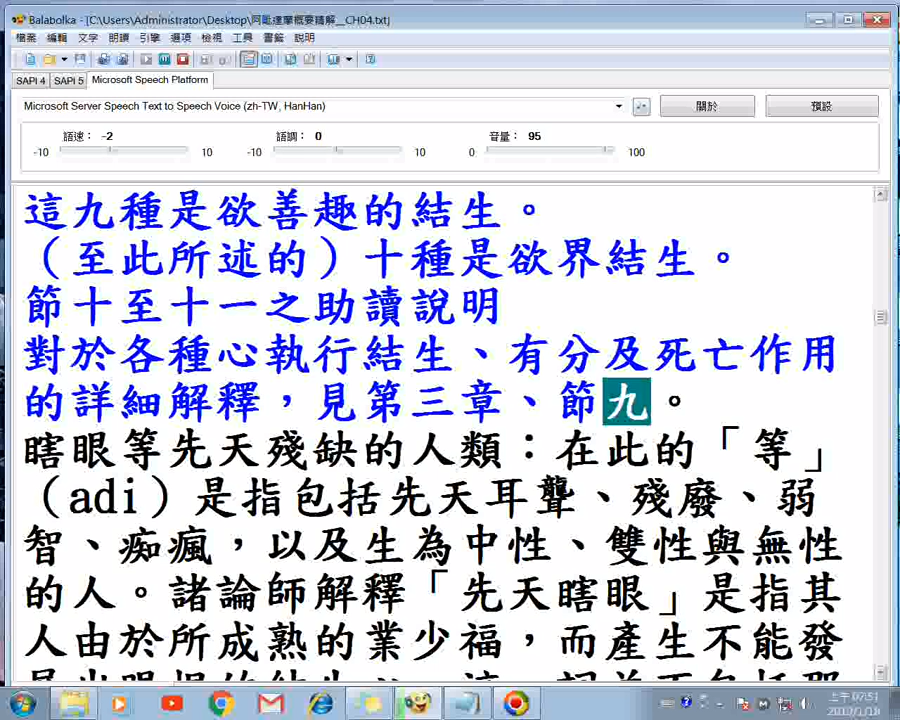 Balabolka - [C:\Users\Administrator\Desktop\阿毗達摩概要精解__CH04.txt]
檔案 編輯 文字 朗讀 引擎 選項 檢視 工具 書籤 說明
SAPI 4 SAPI 5 Microsoft Speech Platform
Microsoft Server Speech Text to Speech Voice (zh-TW, HanHan) 關於 預設
語速： -2 語調： 0 音量： 95
-10 10 -10 10 0 100
這九種是欲善趣的結生。
（至此所述的）十種是欲界結生。
節十至十一之助讀說明
對於各種心執行結生、有分及死亡作用
的詳細解釋，見第三章、節九。
瞎眼等先天殘缺的人類：在此的「等」
（adi）是指包括先天耳聾、殘廢、弱
智、痴瘋，以及生為中性、雙性與無性
的人。諸論師解釋「先天瞎眼」是指其
人由於所成熟的業少福，而產生不能發
上午 07:51